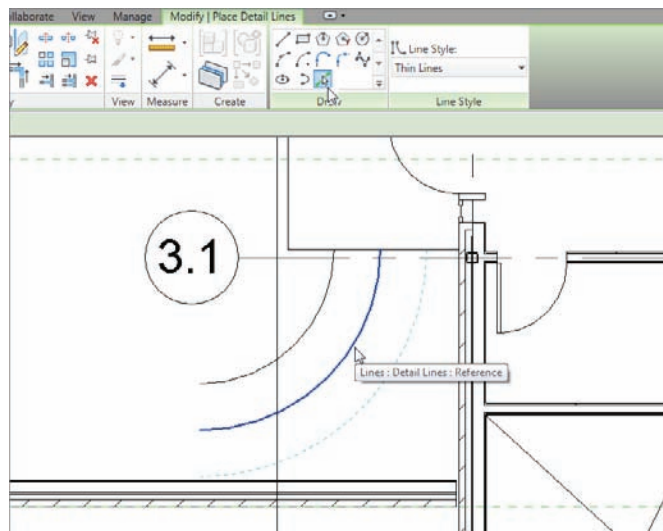 ollaborate View Manage Modify | Place Detail Lines
Line Style:
Thin Lines
View Measure Create Draw Line Style
3.1
Lines : Detail Lines : Reference